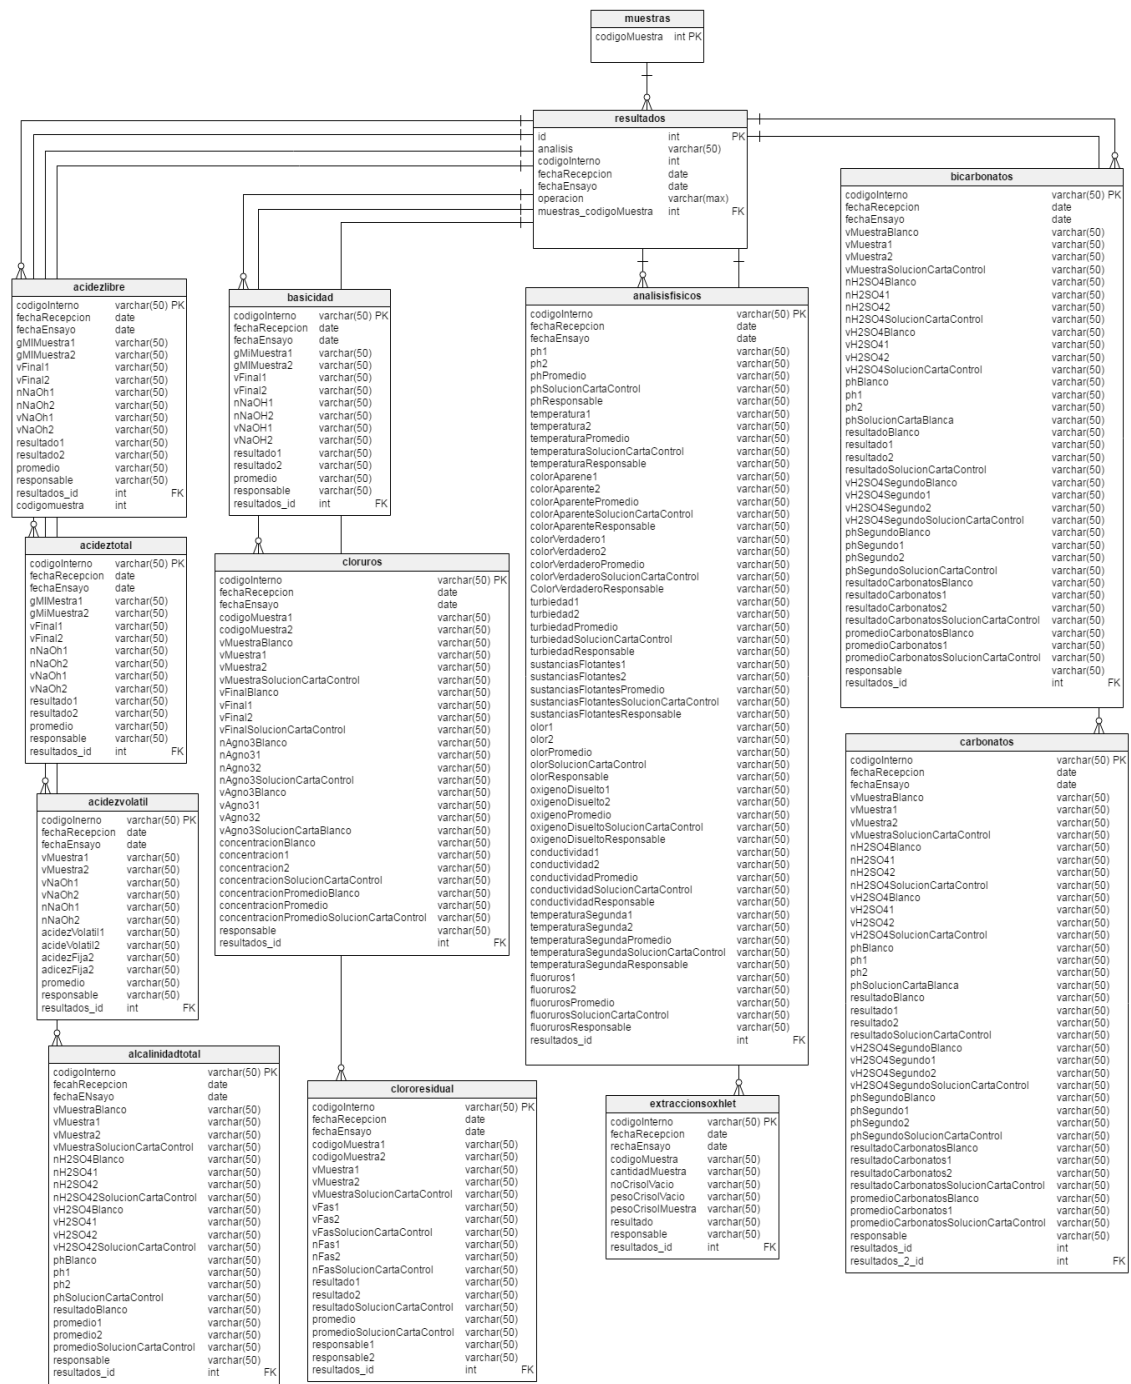 muestras
codigoMuestra int PK
resultados
id int PK
analisis varchar(50)
codigoInterno int
fechaRecepcion date
fechaEnsayo date
operacion varchar(max)
muestras_codigoMuestra int FK
acidezlibre
codigoInterno varchar(50) PK
fechaRecepcion date
fechaEnsayo date
gMlMuestra1 varchar(50)
gMlMuestra2 varchar(50)
vFinal1 varchar(50)
vFinal2 varchar(50)
nNaOh1 varchar(50)
nNaOh2 varchar(50)
vNaOh1 varchar(50)
vNaOh2 varchar(50)
resultado1 varchar(50)
resultado2 varchar(50)
promedio varchar(50)
responsable varchar(50)
resultados_id int FK
codigomuestra int
acideztotal
codigoInterno varchar(50) PK
fechaRecepcion date
fechaEnsayo date
gMlMestra1 varchar(50)
gMiMuestra2 varchar(50)
vFinal1 varchar(50)
vFinal2 varchar(50)
nNaOh1 varchar(50)
nNaOh2 varchar(50)
vNaOh1 varchar(50)
vNaOh2 varchar(50)
resultado1 varchar(50)
resultado2 varchar(50)
promedio varchar(50)
responsable varchar(50)
resultados_id int FK
acidezvolatil
codigoInerno varchar(50) PK
fechaRecepcion date
fechaEnsayo date
vMuestra1 varchar(50)
vMuestra2 varchar(50)
vNaOh1 varchar(50)
vNaOh2 varchar(50)
nNaOh1 varchar(50)
nNaOh2 varchar(50)
acidezVolatil1 varchar(50)
acideVolatil2 varchar(50)
acidezFija2 varchar(50)
adicezFija2 varchar(50)
promedio varchar(50)
responsable varchar(50)
resultados_id int FK
alcalinidadtotal
codigoInterno varchar(50) PK
fecahRecepcion date
fechaENsayo date
vMuestraBlanco varchar(50)
vMuestra1 varchar(50)
vMuestra2 varchar(50)
vMuestraSolucionCartaControl varchar(50)
nH2SO4Blanco varchar(50)
nH2SO41 varchar(50)
nH2SO42 varchar(50)
nH2SO42SolucionCartaControl varchar(50)
vH2SO4Blanco varchar(50)
vH2SO41 varchar(50)
vH2SO42 varchar(50)
vH2SO42SolucionCartaControl varchar(50)
phBlanco varchar(50)
ph1 varchar(50)
ph2 varchar(50)
phSolucionCartaControl varchar(50)
resultadoBlanco varchar(50)
promedio1 varchar(50)
promedio2 varchar(50)
promedioSolucionCartaControl varchar(50)
responsable varchar(50)
resultados_id int FK
basicidad
codigoInterno varchar(50) PK
fechaRecepcion date
fechaEnsayo date
gMiMuestra1 varchar(50)
gMlMuestra2 varchar(50)
vFinal1 varchar(50)
vFinal2 varchar(50)
nNaOH1 varchar(50)
nNaOH2 varchar(50)
vNaOH1 varchar(50)
vNaOH2 varchar(50)
resultado1 varchar(50)
resultado2 varchar(50)
promedio varchar(50)
responsable varchar(50)
resultados_id int FK
cloruros
codigoInterno varchar(50) PK
fechaRecepcion date
fechaEnsayo date
codigoMuestra1 varchar(50)
codigoMuestra2 varchar(50)
vMuestraBlanco varchar(50)
vMuestra1 varchar(50)
vMuestra2 varchar(50)
vMuestraSolucionCartaControl varchar(50)
vFinalBlanco varchar(50)
vFinal1 varchar(50)
vFinal2 varchar(50)
vFinalSolucionCartaControl varchar(50)
nAgno3Blanco varchar(50)
nAgno31 varchar(50)
nAgno32 varchar(50)
nAgno3SolucionCartaControl varchar(50)
vAgno3Blanco varchar(50)
vAgno31 varchar(50)
vAgno32 varchar(50)
vAgno3SolucionCartaBlanco varchar(50)
concentracionBlanco varchar(50)
concentracion1 varchar(50)
concentracion2 varchar(50)
concentracionSolucionCartaControl varchar(50)
concentracionPromedioBlanco varchar(50)
concentracionPromedio varchar(50)
concentracionPromedioSolucionCartaControl varchar(50)
responsable varchar(50)
resultados_id int FK
clororesidual
codigoInterno varchar(50) PK
fechaRecepcion date
fechaEnsayo date
codigoMuestra1 varchar(50)
codigoMuestra2 varchar(50)
vMuestra1 varchar(50)
vMuestra2 varchar(50)
vMuestraSolucionCartaControl varchar(50)
vFas1 varchar(50)
vFas2 varchar(50)
vFasSolucionCartaControl varchar(50)
nFas1 varchar(50)
nFas2 varchar(50)
nFasSolucionCartaControl varchar(50)
resultado1 varchar(50)
resultado2 varchar(50)
resultadoSolucionCartaControl varchar(50)
promedio varchar(50)
promedioSolucionCartaControl varchar(50)
responsable1 varchar(50)
responsable2 varchar(50)
resultados_id int FK
analisisfisicos
codigoInterno varchar(50) PK
fechaRecepcion date
fechaEnsayo date
ph1 varchar(50)
ph2 varchar(50)
phPromedio varchar(50)
phSolucionCartaControl varchar(50)
phResponsable varchar(50)
temperatura1 varchar(50)
temperatura2 varchar(50)
temperaturaPromedio varchar(50)
temperaturaSolucionCartaControl varchar(50)
temperaturaResponsable varchar(50)
colorAparene1 varchar(50)
colorAparente2 varchar(50)
colorAparentePromedio varchar(50)
colorAparenteSolucionCartaControl varchar(50)
colorAparenteResponsable varchar(50)
colorVerdadero1 varchar(50)
colorVerdadero2 varchar(50)
colorVerdaderoPromedio varchar(50)
colorVerdaderoSolucionCartaControl varchar(50)
ColorVerdaderoResponsable varchar(50)
turbiedad1 varchar(50)
turbiedad2 varchar(50)
turbiedadPromedio varchar(50)
turbiedadSolucionCartaControl varchar(50)
turbiedadResponsable varchar(50)
sustanciasFlotantes1 varchar(50)
sustanciasFlotantes2 varchar(50)
sustanciasFlotantesPromedio varchar(50)
sustanciasFlotantesSolucionCartaControl varchar(50)
sustanciasFlotantesResponsable varchar(50)
olor1 varchar(50)
olor2 varchar(50)
olorPromedio varchar(50)
olorSolucionCartaControl varchar(50)
olorResponsable varchar(50)
oxigenoDisuelto1 varchar(50)
oxigenoDisuelto2 varchar(50)
oxigenoPromedio varchar(50)
oxigenoDisueltoSolucionCartaControl varchar(50)
oxigenoDisueltoResponsable varchar(50)
conductividad1 varchar(50)
conductividad2 varchar(50)
conductividadPromedio varchar(50)
conductividadSolucionCartaControl varchar(50)
conductividadResponsable varchar(50)
temperaturaSegunda1 varchar(50)
temperaturaSegunda2 varchar(50)
temperaturaSegundaPromedio varchar(50)
temperaturaSegundaSolucionCartaControl varchar(50)
temperaturaSegundaResponsable varchar(50)
fluoruros1 varchar(50)
fluoruros2 varchar(50)
fluorurosPromedio varchar(50)
fluorurosSolucionCartaControl varchar(50)
fluorurosResponsable varchar(50)
resultados_id int FK
extraccionsoxhlet
codigoInterno varchar(50) PK
fechaRecepcion date
rechaEnsayo date
codigoMuestra varchar(50)
cantidadMuestra varchar(50)
noCrisolVacio varchar(50)
pesoCrisolVacio varchar(50)
pesoCrisolMuestra varchar(50)
resultado varchar(50)
responsable varchar(50)
resultados_id int FK
bicarbonatos
codigoInterno varchar(50) PK
fechaRecepcion date
fechaEnsayo date
vMuestraBlanco varchar(50)
vMuestra1 varchar(50)
vMuestra2 varchar(50)
vMuestraSolucionCartaControl varchar(50)
nH2SO4Blanco varchar(50)
nH2SO41 varchar(50)
nH2SO42 varchar(50)
nH2SO4SolucionCartaControl varchar(50)
vH2SO4Blanco varchar(50)
vH2SO41 varchar(50)
vH2SO42 varchar(50)
vH2SO4SolucionCartaControl varchar(50)
phBlanco varchar(50)
ph1 varchar(50)
ph2 varchar(50)
phSolucionCartaBlanca varchar(50)
resultadoBlanco varchar(50)
resultado1 varchar(50)
resultado2 varchar(50)
resultadoSolucionCartaControl varchar(50)
vH2SO4SegundoBlanco varchar(50)
vH2SO4Segundo1 varchar(50)
vH2SO4Segundo2 varchar(50)
vH2SO4SegundoSolucionCartaControl varchar(50)
phSegundoBlanco varchar(50)
phSegundo1 varchar(50)
phSegundo2 varchar(50)
phSegundoSolucionCartaControl varchar(50)
resultadoCarbonatosBlanco varchar(50)
resultadoCarbonatos1 varchar(50)
resultadoCarbonatos2 varchar(50)
resultadoCarbonatosSolucionCartaControl varchar(50)
promedioCarbonatosBlanco varchar(50)
promedioCarbonatos1 varchar(50)
promedioCarbonatosSolucionCartaControl varchar(50)
responsable varchar(50)
resultados_id int FK
carbonatos
codigoInterno varchar(50) PK
fechaRecepcion date
fechaEnsayo date
vMuestraBlanco varchar(50)
vMuestra1 varchar(50)
vMuestra2 varchar(50)
vMuestraSolucionCartaControl varchar(50)
nH2SO4Blanco varchar(50)
nH2SO41 varchar(50)
nH2SO42 varchar(50)
nH2SO4SolucionCartaControl varchar(50)
vH2SO4Blanco varchar(50)
vH2SO41 varchar(50)
vH2SO42 varchar(50)
vH2SO4SolucionCartaControl varchar(50)
phBlanco varchar(50)
ph1 varchar(50)
ph2 varchar(50)
phSolucionCartaBlanca varchar(50)
resultadoBlanco varchar(50)
resultado1 varchar(50)
resultado2 varchar(50)
resultadoSolucionCartaControl varchar(50)
vH2SO4SegundoBlanco varchar(50)
vH2SO4Segundo1 varchar(50)
vH2SO4Segundo2 varchar(50)
vH2SO4SegundoSolucionCartaControl varchar(50)
phSegundoBlanco varchar(50)
phSegundo1 varchar(50)
phSegundo2 varchar(50)
phSegundoSolucionCartaControl varchar(50)
resultadoCarbonatosBlanco varchar(50)
resultadoCarbonatos1 varchar(50)
resultadoCarbonatos2 varchar(50)
resultadoCarbonatosSolucionCartaControl varchar(50)
promedioCarbonatosBlanco varchar(50)
promedioCarbonatos1 varchar(50)
promedioCarbonatosSolucionCartaControl varchar(50)
responsable varchar(50)
resultados_id int
resultados_2_id int FK